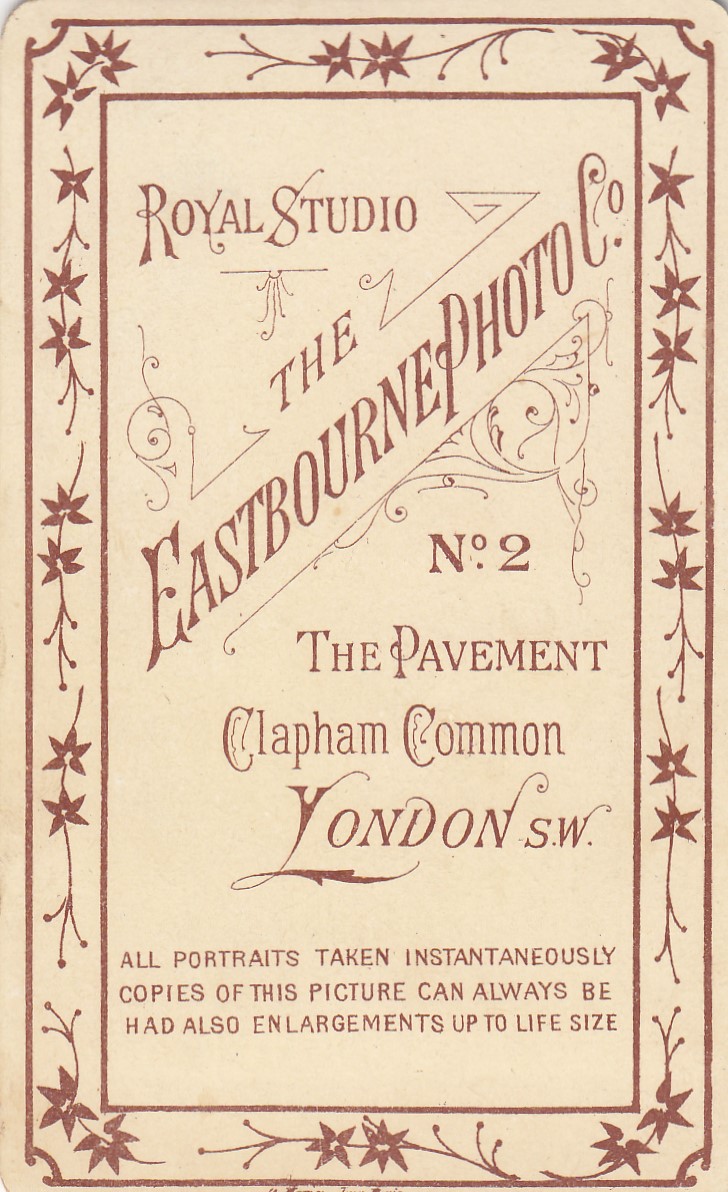 ROYAL STUDIO
THE
EASTBOURNE PHOTO Co.
No. 2
THE PAVEMENT
Clapham Common
LONDON S.W.
ALL PORTRAITS TAKEN INSTANTANEOUSLY
COPIES OF THIS PICTURE CAN ALWAYS BE
HAD ALSO ENLARGEMENTS UP TO LIFE SIZE